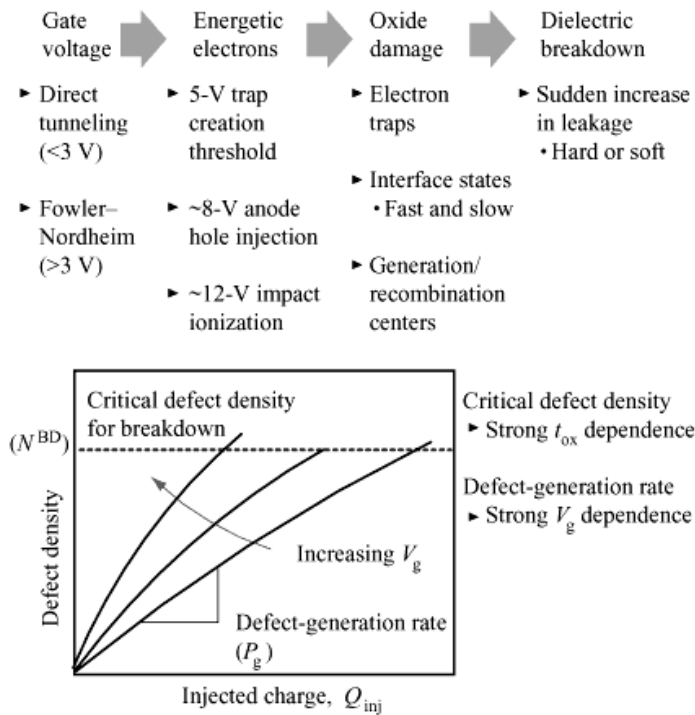 Gate voltage
Energetic electrons
Oxide damage
Dielectric breakdown
► Direct
tunneling
(<3 V)
► Fowler–
Nordheim
(>3 V)
► 5-V trap
creation
threshold
► ~8-V anode
hole injection
► ~12-V impact
ionization
► Electron
traps
► Interface states
• Fast and slow
► Generation/
recombination
centers
► Sudden increase
in leakage
• Hard or soft
Critical defect density
for breakdown
(N^BD)
Defect density
Increasing V_g
Defect-generation rate
(P_g)
Injected charge, Q_inj
Critical defect density
► Strong t_ox dependence
Defect-generation rate
► Strong V_g dependence